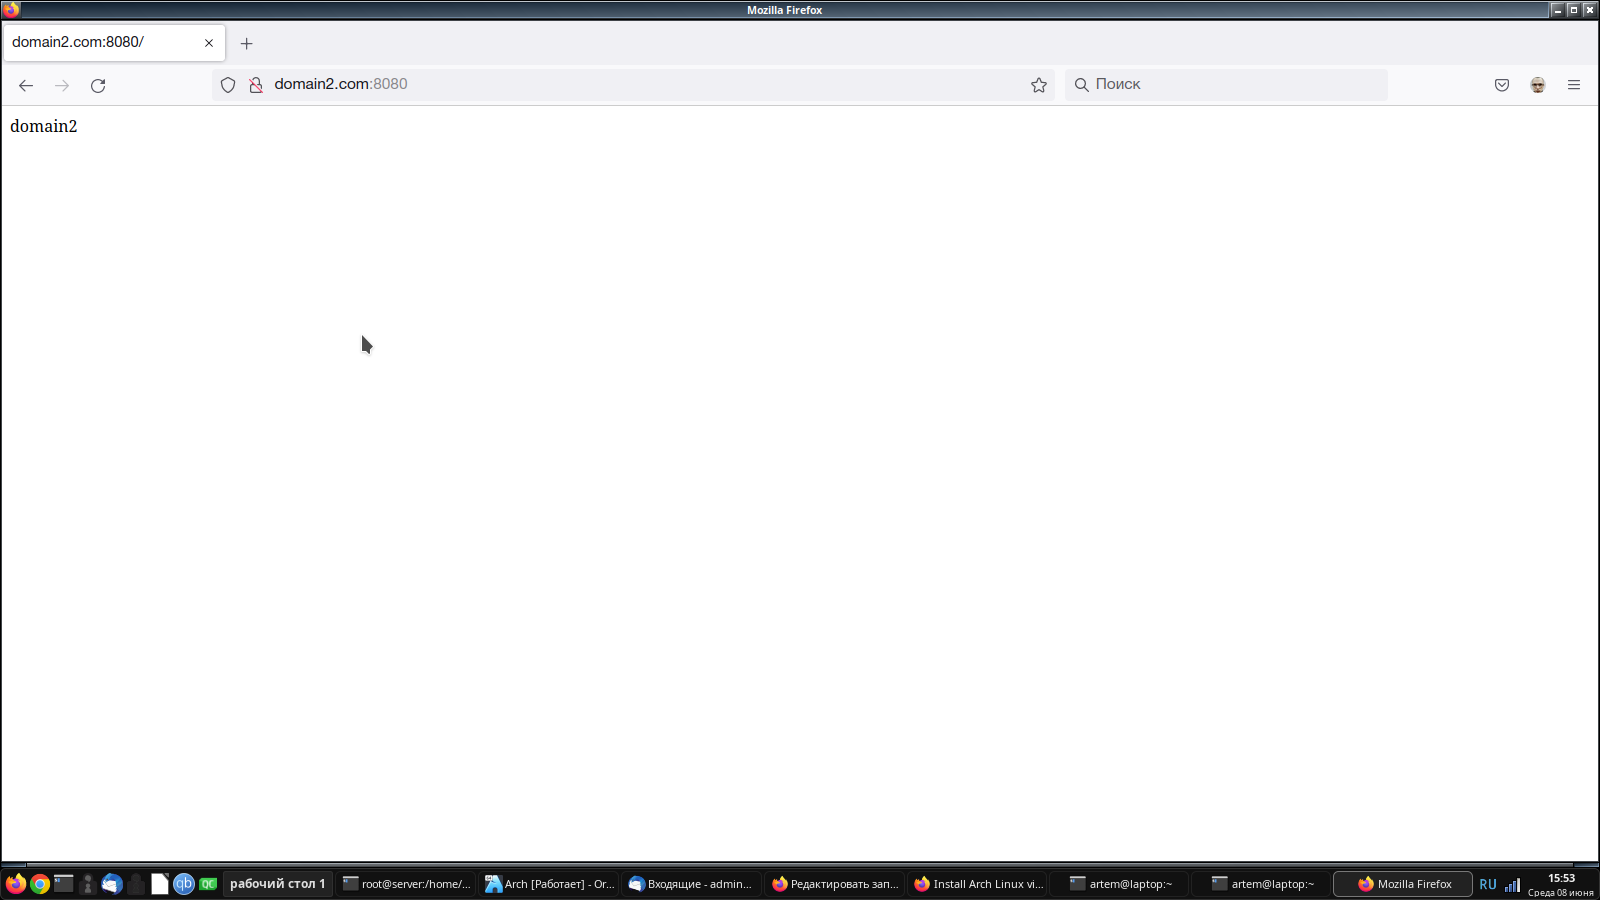 Mozilla Firefox
domain2.com:8080/
domain2.com:8080
Поиск
domain2
qb
QC
рабочий стол 1
root@server:/home/...
Arch [Работает] - Or...
Входящие - admin...
Редактировать зап...
Install Arch Linux vi...
artem@laptop:~
artem@laptop:~
Mozilla Firefox
RU
15:53
Среда 08 июня